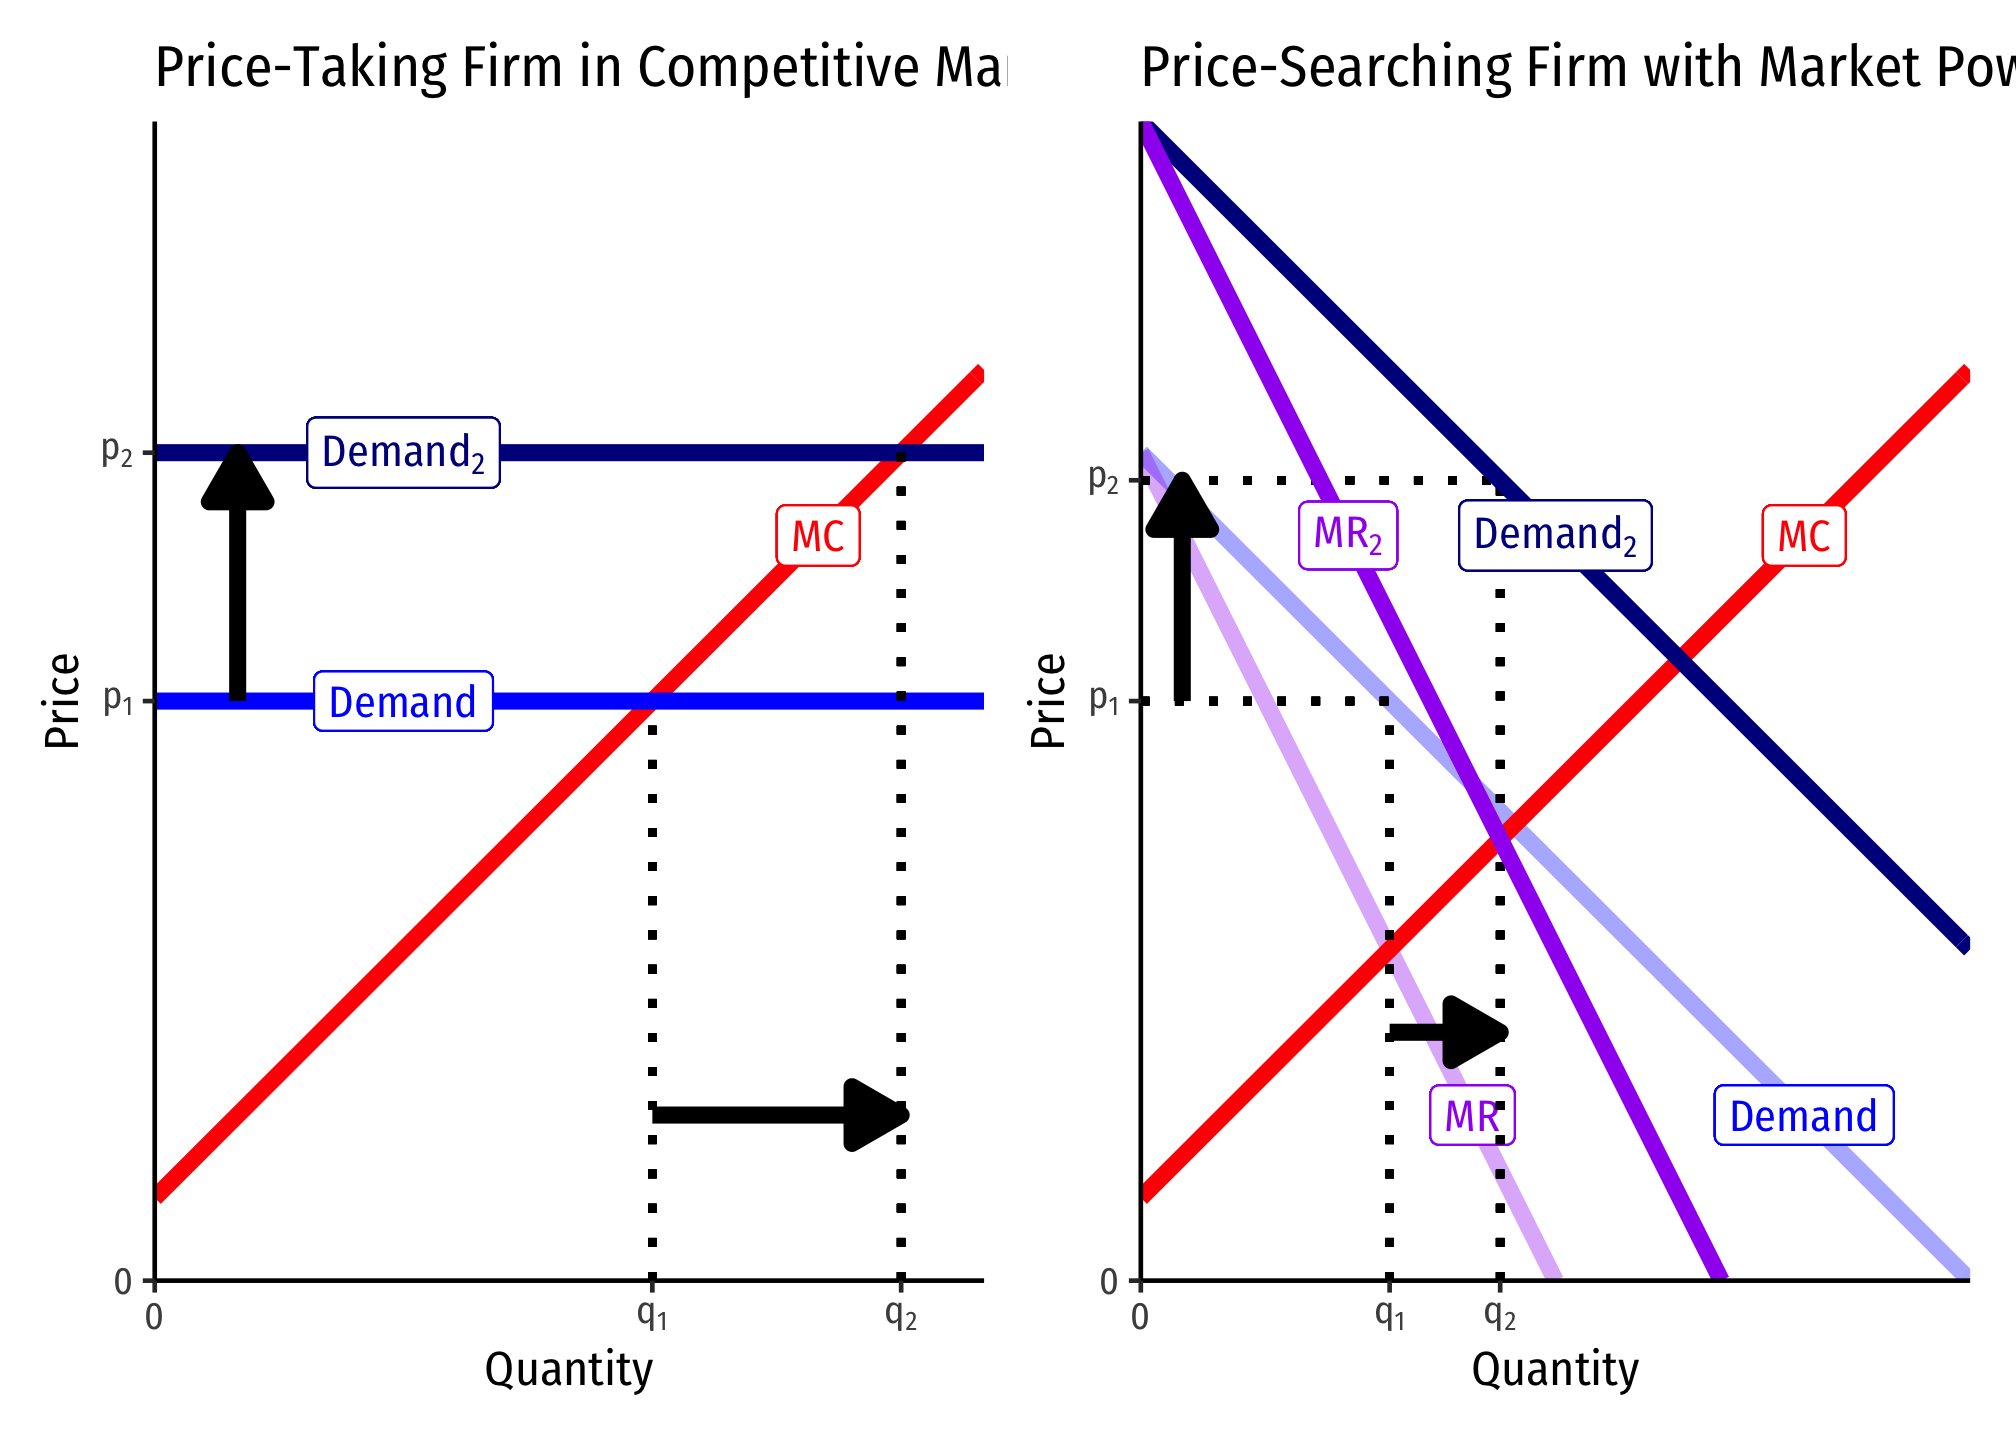 Price-Taking Firm in Competitive Ma
Price
p₂
p₁
0
Demand₂
MC
Demand
0
q₁
q₂
Quantity
Price-Searching Firm with Market Pow
Price
p₂
p₁
0
MR₂
Demand₂
MC
MR
Demand
0
q₁
q₂
Quantity